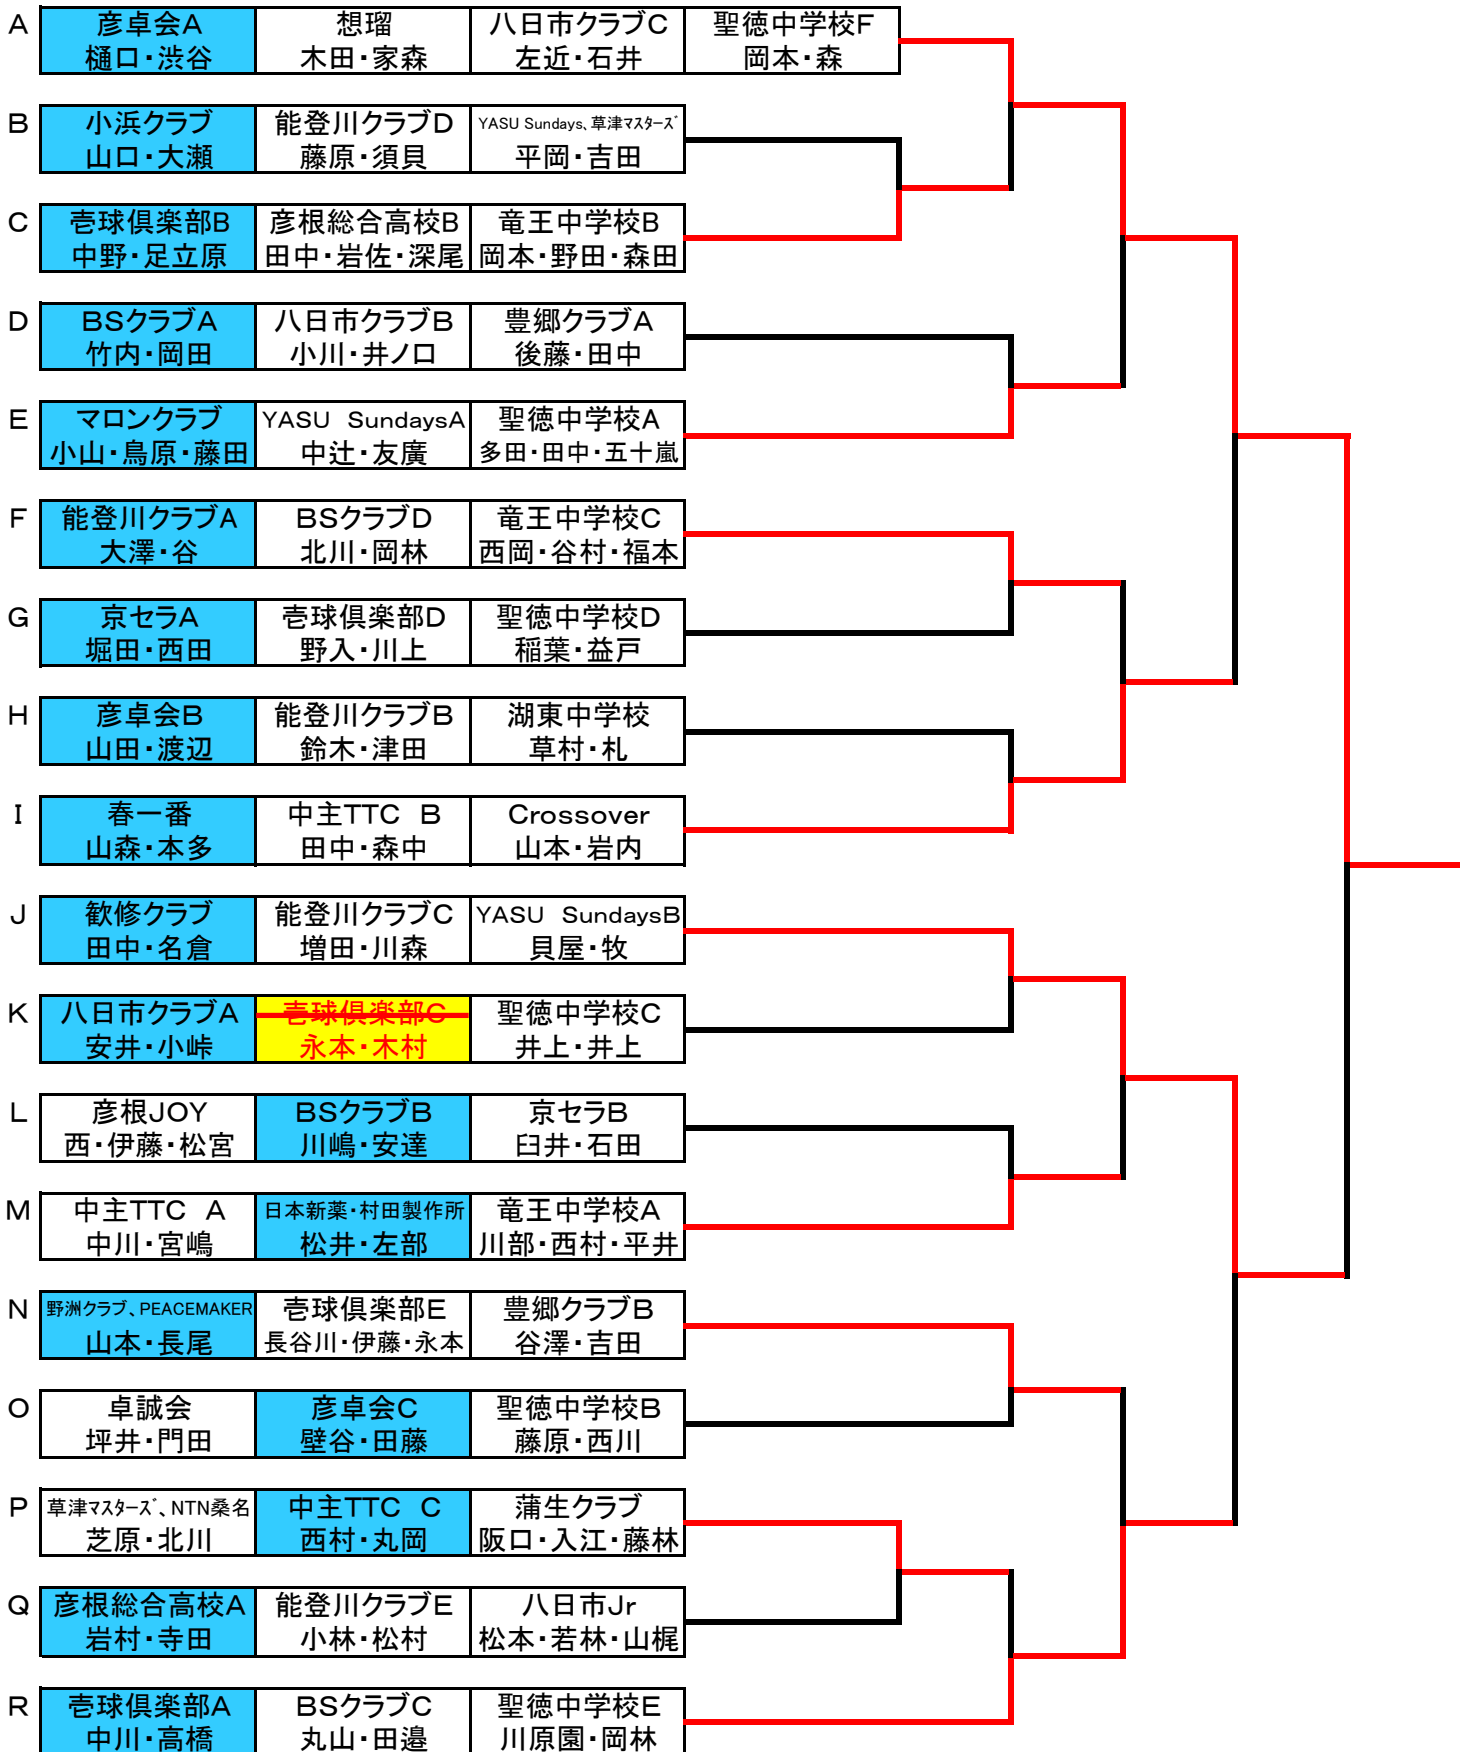 A
彦卓会A 想瑠 八日市クラブC 聖徳中学校F
樋口・渋谷 木田・家森 左近・石井 岡本・森
B
小浜クラブ 能登川クラブD YASU Sundays、草津マスターズ
山口・大瀬 藤原・須貝 平岡・吉田
C
壱球倶楽部B 彦根総合高校B 竜王中学校B
中野・足立原 田中・岩佐・深尾 岡本・野田・森田
D
BSクラブA 八日市クラブB 豊郷クラブA
竹内・岡田 小川・井ノ口 後藤・田中
E
マロンクラブ YASU SundaysA 聖徳中学校A
小山・鳥原・藤田 中辻・友廣 多田・田中・五十嵐
F
能登川クラブA BSクラブD 竜王中学校C
大澤・谷 北川・岡林 西岡・谷村・福本
G
京セラA 壱球倶楽部D 聖徳中学校D
堀田・西田 野入・川上 稲葉・益戸
H
彦卓会B 能登川クラブB 湖東中学校
山田・渡辺 鈴木・津田 草村・札
I
春一番 中主TTC B Crossover
山森・本多 田中・森中 山本・岩内
J
歓修クラブ 能登川クラブC YASU SundaysB
田中・名倉 増田・川森 貝屋・牧
K
八日市クラブA 壱球倶楽部C 聖徳中学校C
安井・小峠 永本・木村 井上・井上
L
彦根JOY BSクラブB 京セラB
西・伊藤・松宮 川嶋・安達 臼井・石田
M
中主TTC A 日本新薬・村田製作所 竜王中学校A
中川・宮嶋 松井・左部 川部・西村・平井
N
野洲クラブ、PEACEMAKER 壱球倶楽部E 豊郷クラブB
山本・長尾 長谷川・伊藤・永本 谷澤・吉田
O
卓誠会 彦卓会C 聖徳中学校B
坪井・門田 壁谷・田藤 藤原・西川
P
草津マスターズ、NTN桑名 中主TTC C 蒲生クラブ
芝原・北川 西村・丸岡 阪口・入江・藤林
Q
彦根総合高校A 能登川クラブE 八日市Jr
岩村・寺田 小林・松村 松本・若林・山梶
R
壱球倶楽部A BSクラブC 聖徳中学校E
中川・高橋 丸山・田邉 川原園・岡林